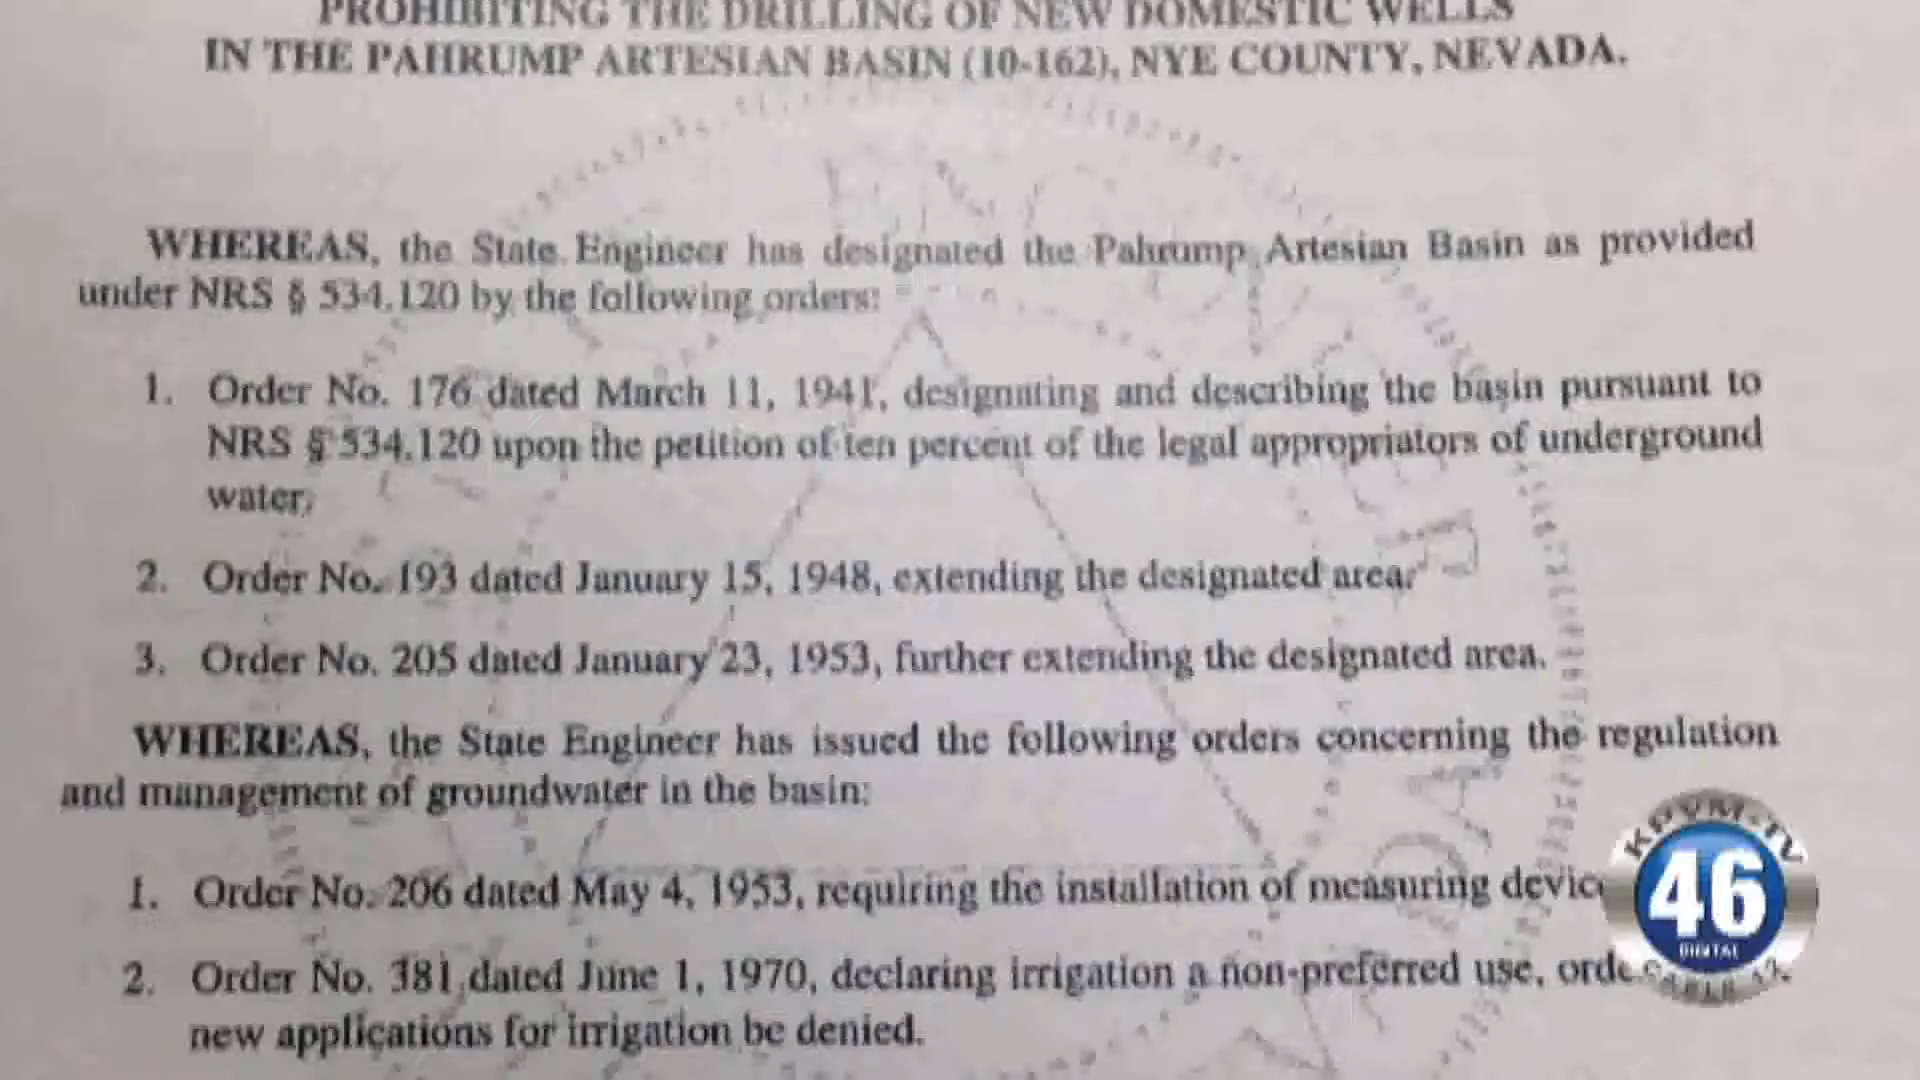 PROHIBITING THE DRILLING OF NEW DOMESTIC WELLS
IN THE PAHRUMP ARTESIAN BASIN (10-162), NYE COUNTY, NEVADA.
WHEREAS, the State Engineer has designated the Pahrump Artesian Basin as provided
under NRS § 534.120 by the following orders:
1. Order No. 176 dated March 11, 1941, designating and describing the basin pursuant to
NRS § 534.120 upon the petition of ten percent of the legal appropriators of underground
water;
2. Order No. 193 dated January 15, 1948, extending the designated area;
3. Order No. 205 dated January 23, 1953, further extending the designated area.
WHEREAS, the State Engineer has issued the following orders concerning the regulation
and management of groundwater in the basin:
1. Order No. 206 dated May 4, 1953, requiring the installation of measuring devic
2. Order No. 381 dated June 1, 1970, declaring irrigation a non-preferred use, orde
new applications for irrigation be denied.
KPVM-TV
46
DIGITAL
CABLE 12